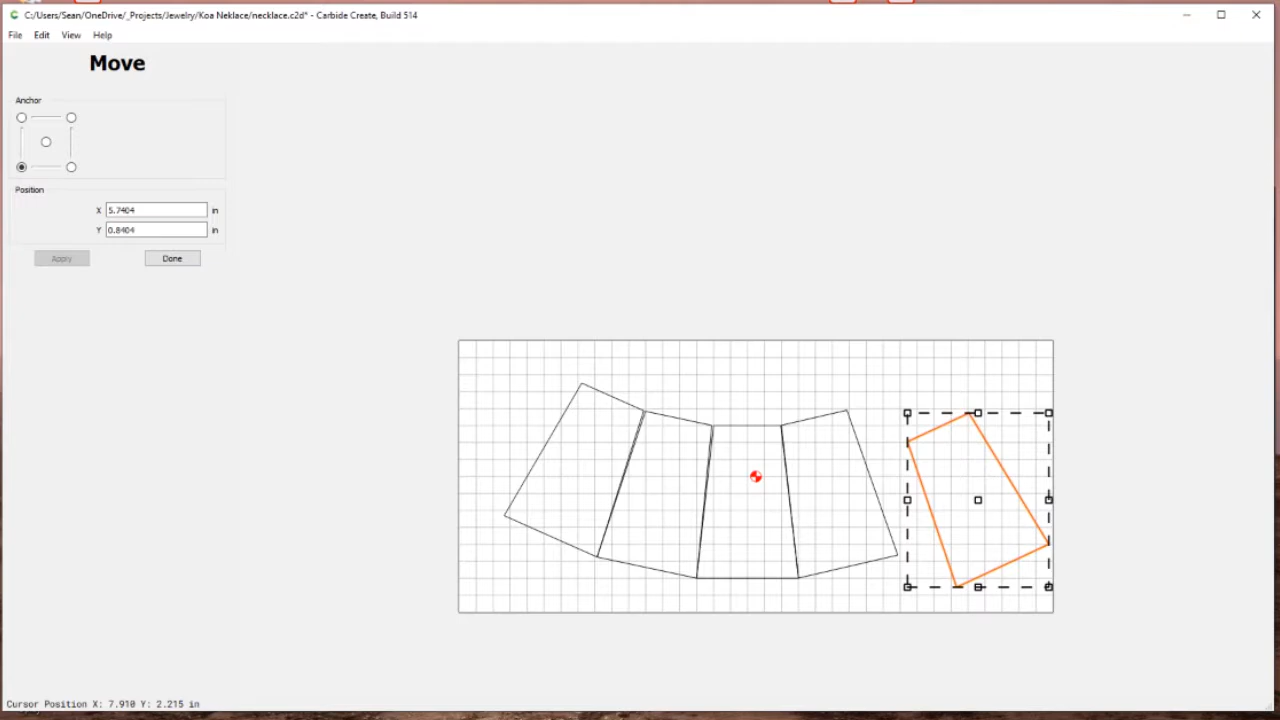 C:/Users/Sean/OneDrive/_Projects/Jewelry/Koa Neklace/necklace.c2d* - Carbide Create, Build 514
File Edit View Help
Move
Anchor
Position
X 5.7404 in
Y 0.8404 in
Apply Done
Cursor Position X: 7.910 Y: 2.215 in